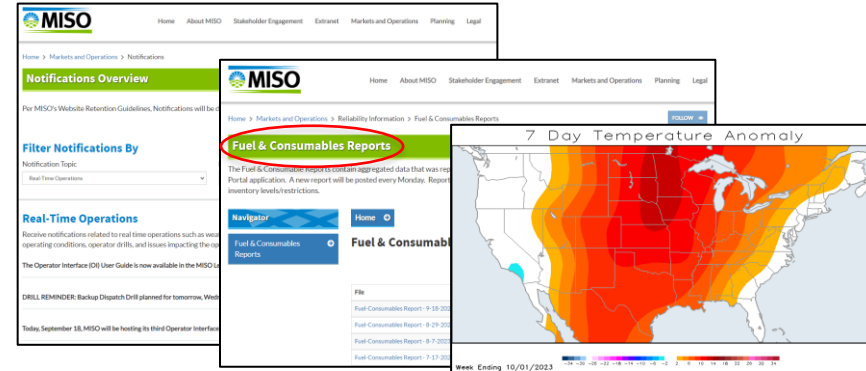 MISO
Home About MISO Stakeholder Engagement Extranet Markets and Operations Planning Legal
Home > Markets and Operations > Notifications
Notifications Overview
Per MISO's Website Retention Guidelines, Notifications will be d
Filter Notifications By
Notification Topic
Real-Time Operations
Real-Time Operations
Receive notifications related to real time operations such as wea
operating conditions, operator drills, and issues impacting the op
The Operator Interface (OI) User Guide is now available in the MISO Le
DRILL REMINDER: Backup Dispatch Drill planned for tomorrow, Wedn
Today, September 18, MISO will be hosting its third Operator Interface
MISO
Home About MISO Stakeholder Engagement Extranet Markets and Operations Planning Legal
Home > Markets and Operations > Reliability Information > Fuel & Consumables Reports
FOLLOW
Fuel & Consumables Reports
The Fuel & Consumable Reports contain aggregated data that was rep
Portal application. A new report will be posted every Monday. Report
inventory levels/restrictions.
Navigator
Home
Fuel & Consumables
Reports
Fuel & Consumabl
File
Fuel-Consumables Report - 9-18-202
Fuel-Consumables Report - 8-29-202
Fuel-Consumables Report - 8-7-2023
Fuel-Consumables Report - 7-17-202
7 Day Temperature Anomaly
Week Ending 10/01/2023